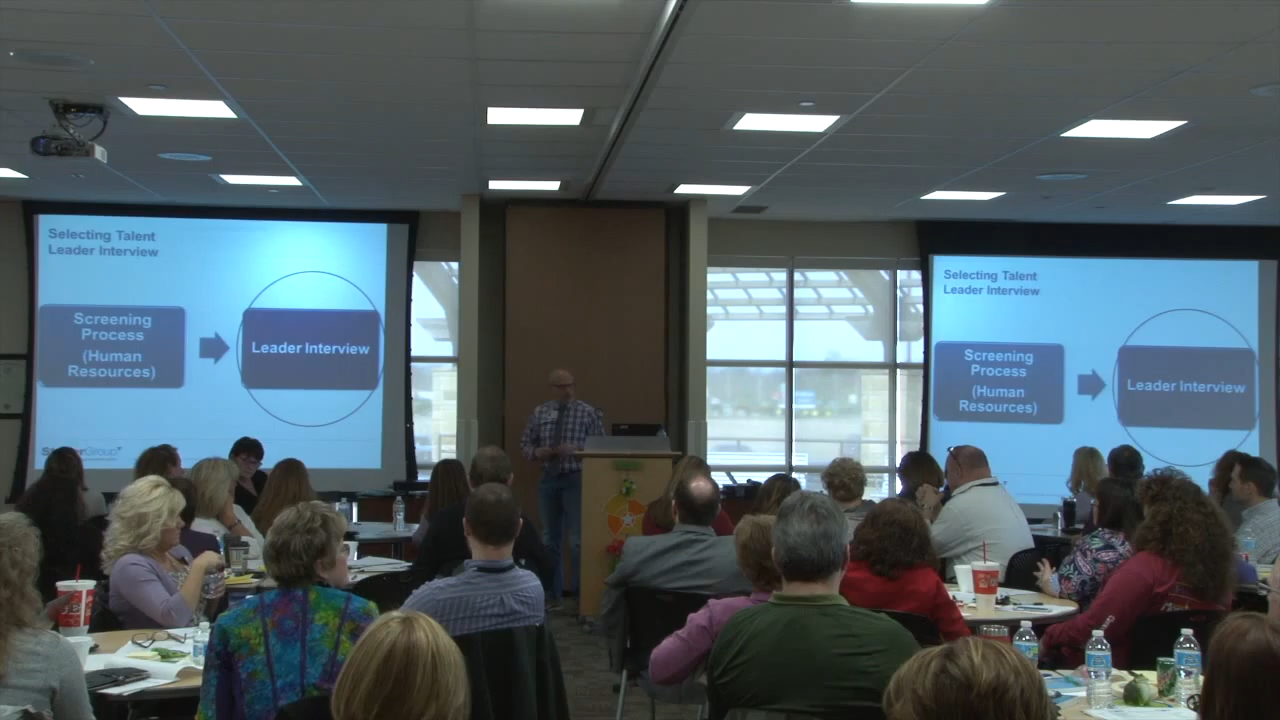 Selecting Talent
Leader Interview
Screening
Process
(Human
Resources)
Leader Interview
Selecting Talent
Leader Interview
Screening
Process
(Human
Resources)
Leader Interview